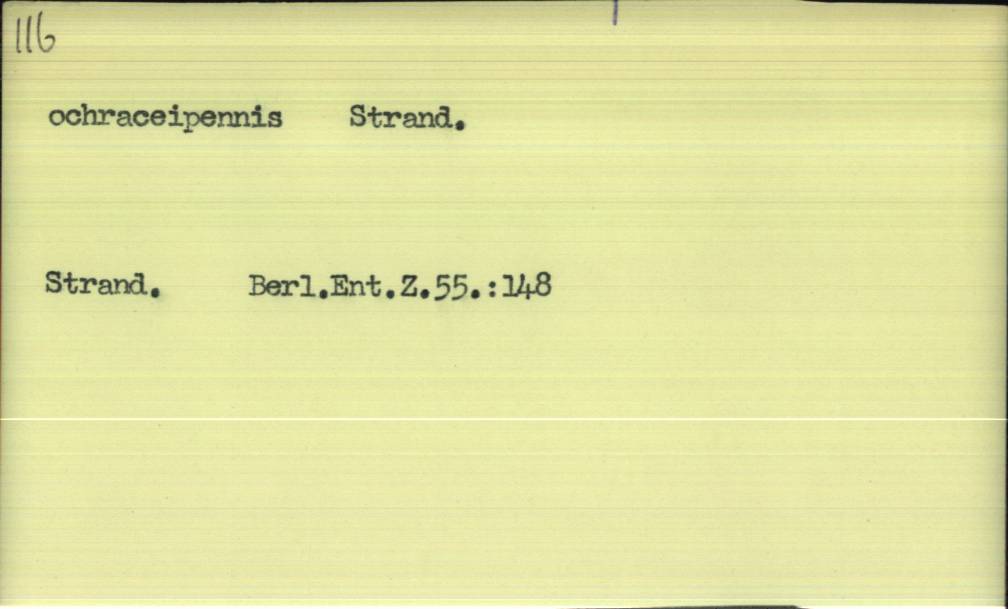 116
ochraceipennis Strand.
Strand. Berl.Ent.Z.55.:148